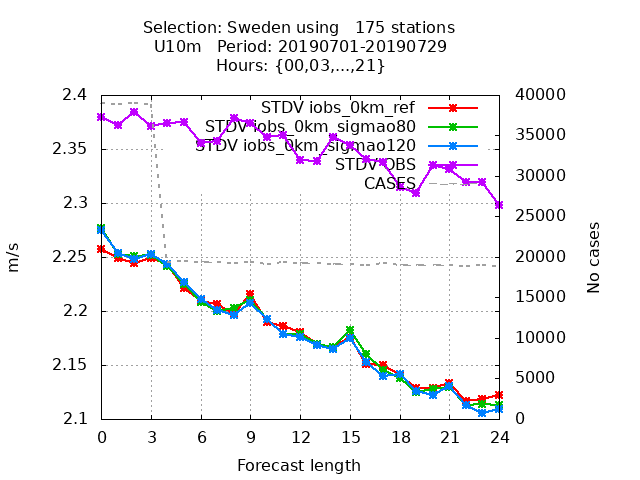 Selection: Sweden using 175 stations
U10m Period: 20190701-20190729
Hours: {00,03,...,21}
STDV iobs_0km_ref
STDV iobs_0km_sigmao80
STDV iobs_0km_sigmao120
STDV OBS
CASES
m/s
2.4
2.35
2.3
2.25
2.2
2.15
2.1
40000
35000
30000
25000
20000
15000
10000
5000
0
No cases
0 3 6 9 12 15 18 21 24
Forecast length